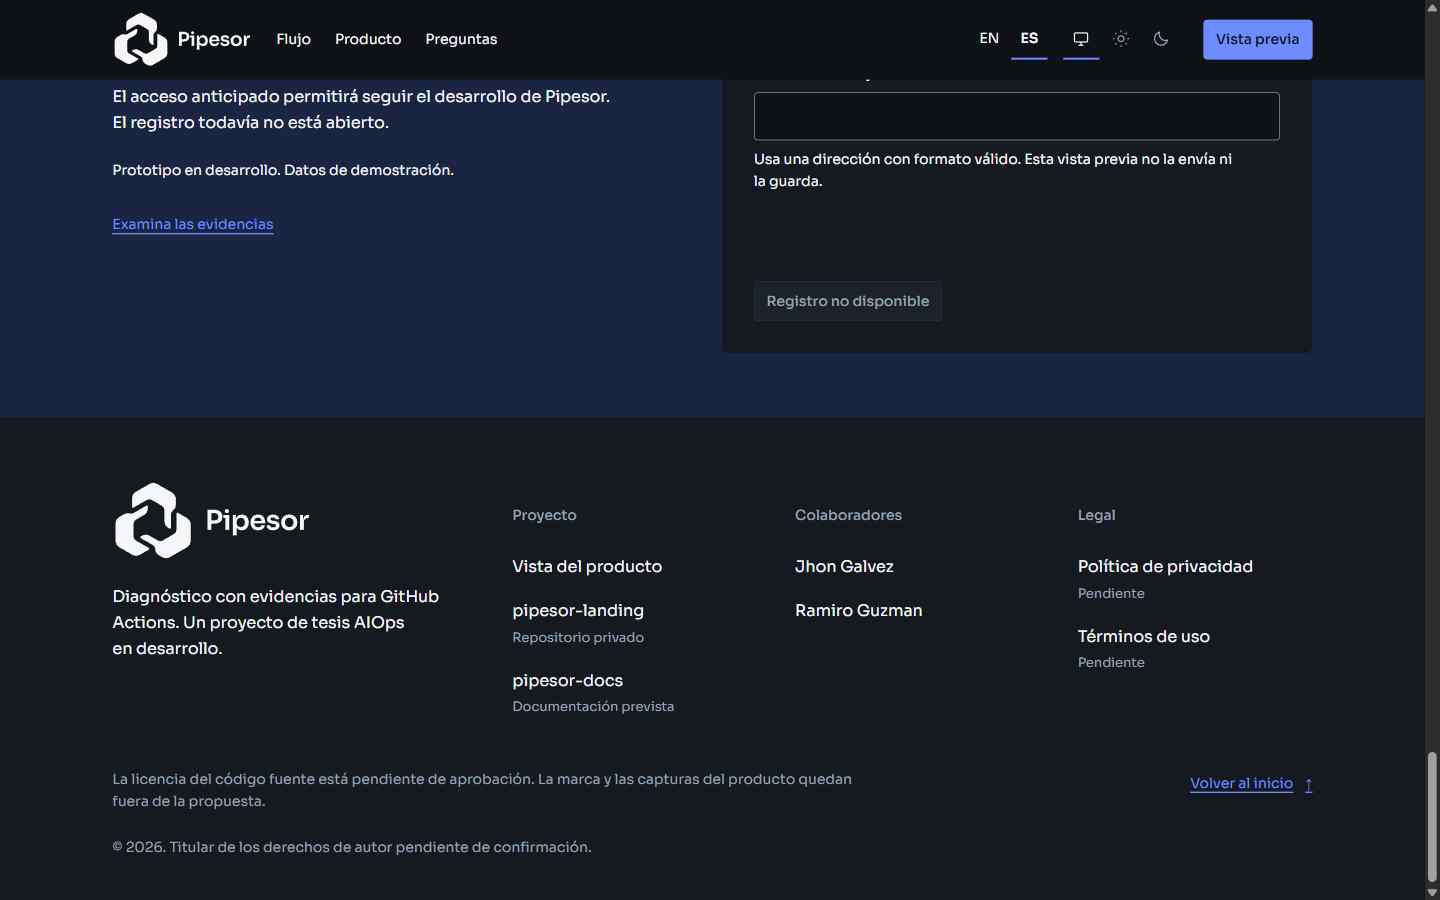 Pipesor
Flujo
Producto
Preguntas
EN
ES
Vista previa
El acceso anticipado permitirá seguir el desarrollo de Pipesor.
El registro todavía no está abierto.
Prototipo en desarrollo. Datos de demostración.
Examina las evidencias
Usa una dirección con formato válido. Esta vista previa no la envía ni
la guarda.
Registro no disponible
Pipesor
Diagnóstico con evidencias para GitHub
Actions. Un proyecto de tesis AIOps
en desarrollo.
Proyecto
Vista del producto
pipesor-landing
Repositorio privado
pipesor-docs
Documentación prevista
Colaboradores
Jhon Galvez
Ramiro Guzman
Legal
Política de privacidad
Pendiente
Términos de uso
Pendiente
La licencia del código fuente está pendiente de aprobación. La marca y las capturas del producto quedan
fuera de la propuesta.
Volver al inicio ↑
© 2026. Titular de los derechos de autor pendiente de confirmación.